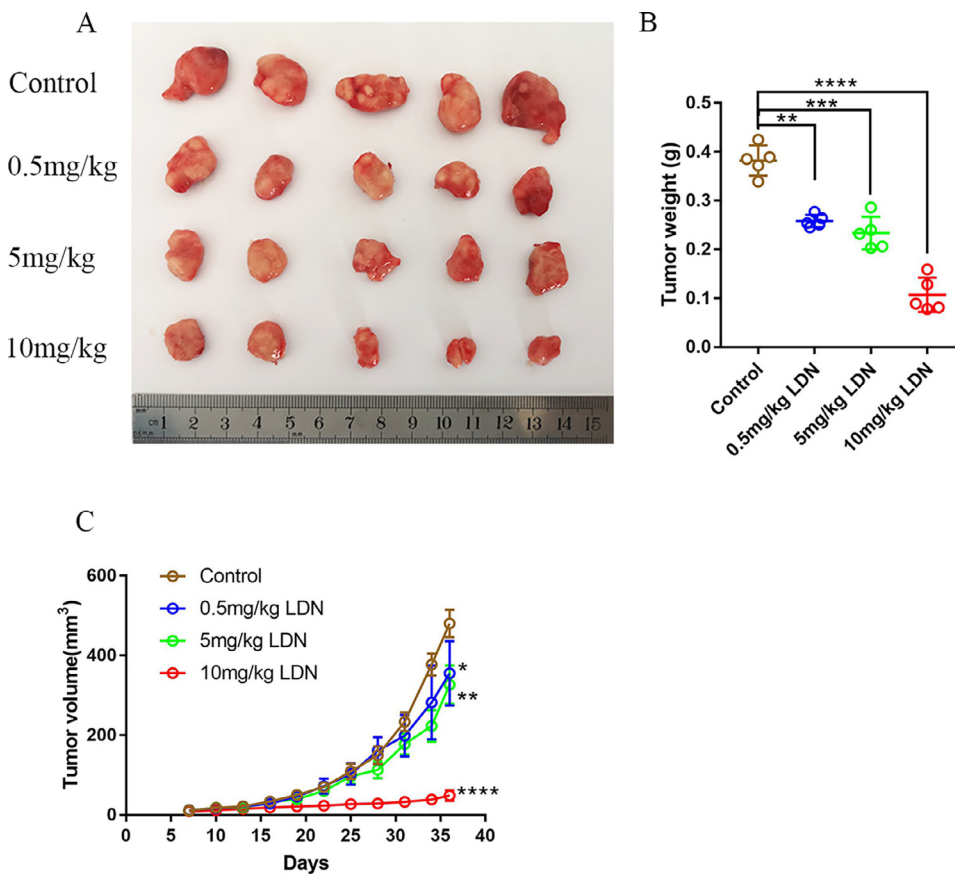 A
Control
0.5mg/kg
5mg/kg
10mg/kg
mm
1 2 3 4 5 6 7 8 9 10 11 12 13 14 15
cm
mm
0.5mm
B
****
***
**
Tumor weight (g)
0.5
0.4
0.3
0.2
0.1
0.0
Control
0.5mg/kg LDN
5mg/kg LDN
10mg/kg LDN
C
Control
0.5mg/kg LDN
5mg/kg LDN
10mg/kg LDN
Tumor volume(mm³)
600
400
200
0
*
**
****
0 5 10 15 20 25 30 35 40
Days